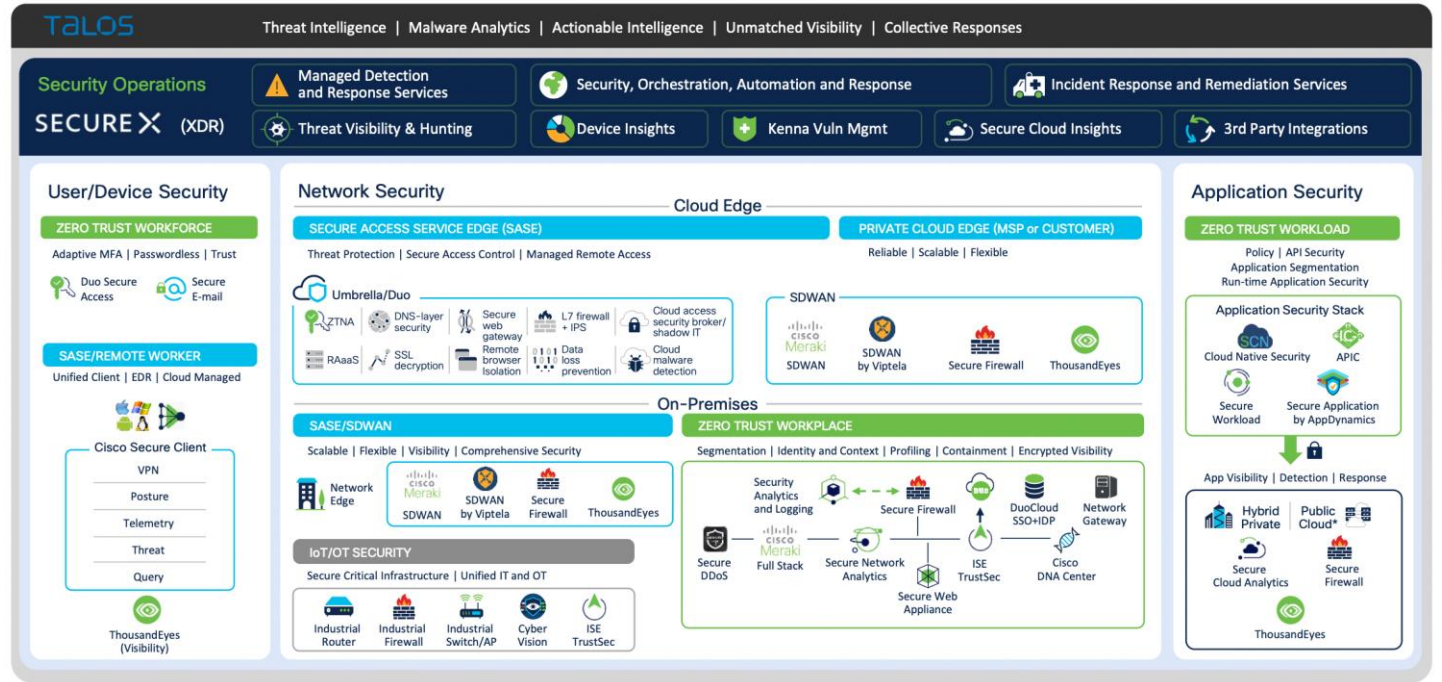 TALOS
Threat Intelligence | Malware Analytics | Actionable Intelligence | Unmatched Visibility | Collective Responses
Security Operations
SECUREX (XDR)
Managed Detection
and Response Services
Security, Orchestration, Automation and Response
Incident Response and Remediation Services
Threat Visibility & Hunting
Device Insights
Kenna Vuln Mgmt
Secure Cloud Insights
3rd Party Integrations
User/Device Security
ZERO TRUST WORKFORCE
Adaptive MFA | Passwordless | Trust
Duo Secure
Access
Secure
E-mail
SASE/REMOTE WORKER
Unified Client | EDR | Cloud Managed
Cisco Secure Client
VPN
Posture
Telemetry
Threat
Query
ThousandEyes
(Visibility)
Network Security
Cloud Edge
SECURE ACCESS SERVICE EDGE (SASE)
Threat Protection | Secure Access Control | Managed Remote Access
Umbrella/Duo
ZTNA
DNS-layer
security
Secure
web
gateway
L7 firewall
+ IPS
Cloud access
security broker/
shadow IT
RAaaS
SSL
decryption
Remote
browser
Isolation
0101
1010
Data
loss
prevention
Cloud
malware
detection
PRIVATE CLOUD EDGE (MSP or CUSTOMER)
Reliable | Scalable | Flexible
SDWAN
CISCO
Meraki
SDWAN
SDWAN
by Viptela
Secure Firewall
ThousandEyes
On-Premises
SASE/SDWAN
Scalable | Flexible | Visibility | Comprehensive Security
Network
Edge
CISCO
Meraki
SDWAN
SDWAN
by Viptela
Secure
Firewall
ThousandEyes
IoT/OT SECURITY
Secure Critical Infrastructure | Unified IT and OT
Industrial
Router
Industrial
Firewall
Industrial
Switch/AP
Cyber
Vision
ISE
TrustSec
ZERO TRUST WORKPLACE
Segmentation | Identity and Context | Profiling | Containment | Encrypted Visibility
Security
Analytics
and Logging
Secure Firewall
DuoCloud
SSO+IDP
Network
Gateway
Secure
DDoS
CISCO
Meraki
Full Stack
Secure Network
Analytics
Secure Web
Appliance
ISE
TrustSec
Cisco
DNA Center
Application Security
ZERO TRUST WORKLOAD
Policy | API Security
Application Segmentation
Run-time Application Security
Application Security Stack
SCN
Cloud Native Security
APIC
Secure
Workload
Secure Application
by AppDynamics
App Visibility | Detection | Response
Hybrid
Private
Public
Cloud*
Secure
Cloud Analytics
Secure
Firewall
ThousandEyes